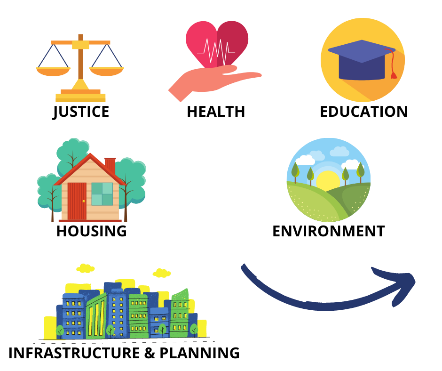 JUSTICE
HEALTH
EDUCATION
HOUSING
ENVIRONMENT
INFRASTRUCTURE & PLANNING